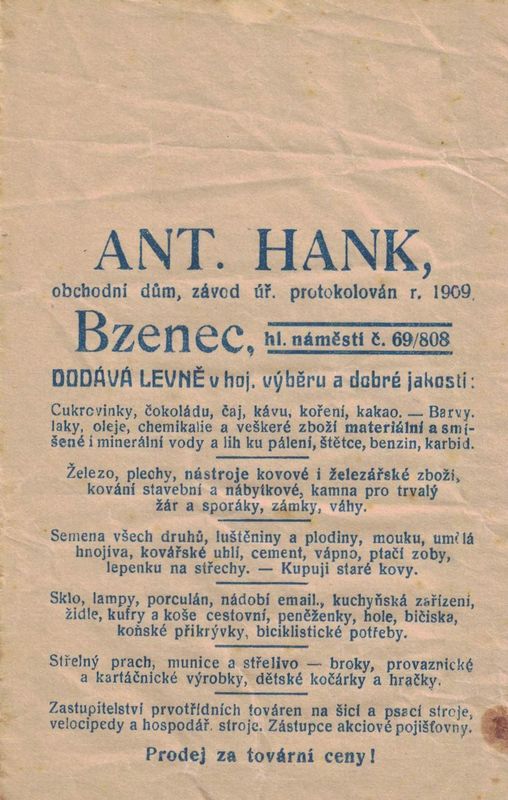 ANT. HANK,
obchodní dům, závod úř. protokolován r. 1909.
Bzenec, hl. náměstí č. 69/808
DODÁVÁ LEVNĚ v hoj. výběru a dobré jakosti:
Cukrovinky, čokoládu, čaj, kávu, koření, kakao. — Barvy.
laky, oleje, chemikalie a veškeré zboží materiální a smí-
šené i minerální vody a lih ku pálení, štětce, benzin, karbid.
Železo, plechy, nástroje kovové i železářské zboží,
kování stavební a nábytkové, kamna pro trvalý
žár a sporáky, zámky, váhy.
Semena všech druhů, luštěniny a plodiny, mouku, umělá
hnojiva, kovářské uhlí, cement, vápno, ptačí zoby,
lepenku na střechy. — Kupuji staré kovy.
Sklo, lampy, porculán, nádobí email., kuchyňská zařízení,
židle, kufry a koše cestovní, peněženky, hole, bičiska,
koňské přikrývky, biciklistické potřeby.
Střelný prach, munice a střelivo — broky, provaznické
a kartáčnické výrobky, dětské kočárky a hračky.
Zastupitelství prvotřídních továren na šicí a psací stroje,
velocipedy a hospodář. stroje. Zástupce akciové pojišťovny.
Prodej za tovární ceny!